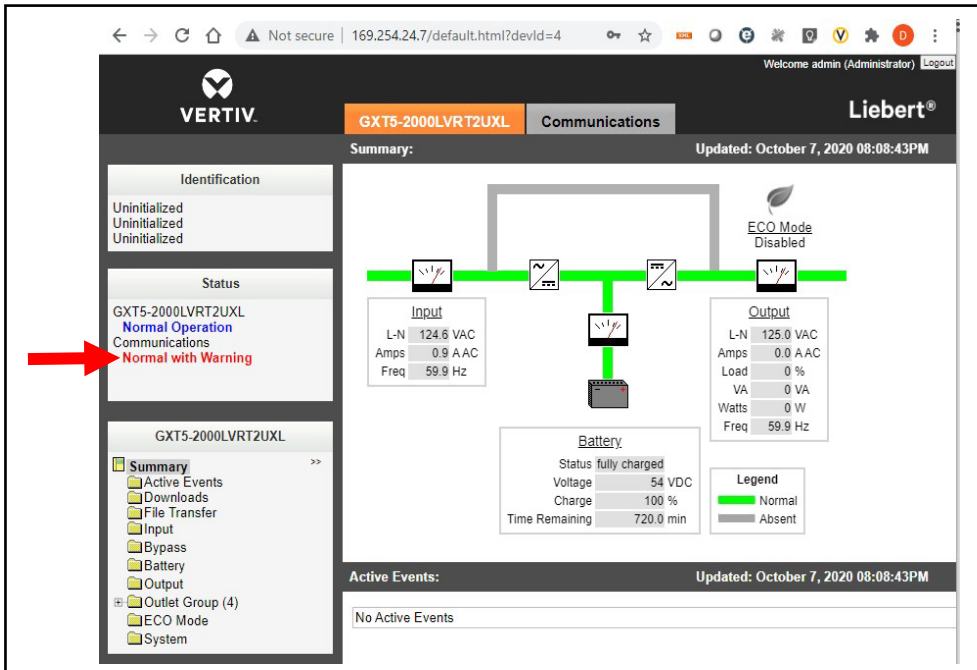 Not secure | 169.254.24.7/default.html?devId=4
Welcome admin (Administrator) Logout
VERTIV.
GXT5-2000LVRT2UXL Communications
Liebert®
Summary: Updated: October 7, 2020 08:08:43PM
Identification
Uninitialized
Uninitialized
Uninitialized
Status
GXT5-2000LVRT2UXL
Normal Operation
Communications
Normal with Warning
GXT5-2000LVRT2UXL
Summary >>
Active Events
Downloads
File Transfer
Input
Bypass
Battery
Output
Outlet Group (4)
ECO Mode
System
ECO Mode
Disabled
Input
L-N 124.6 VAC
Amps 0.9 A AC
Freq 59.9 Hz
Output
L-N 125.0 VAC
Amps 0.0 A AC
Load 0 %
VA 0 VA
Watts 0 W
Freq 59.9 Hz
Battery
Status fully charged
Voltage 54 VDC
Charge 100 %
Time Remaining 720.0 min
Legend
Normal
Absent
Active Events: Updated: October 7, 2020 08:08:43PM
No Active Events